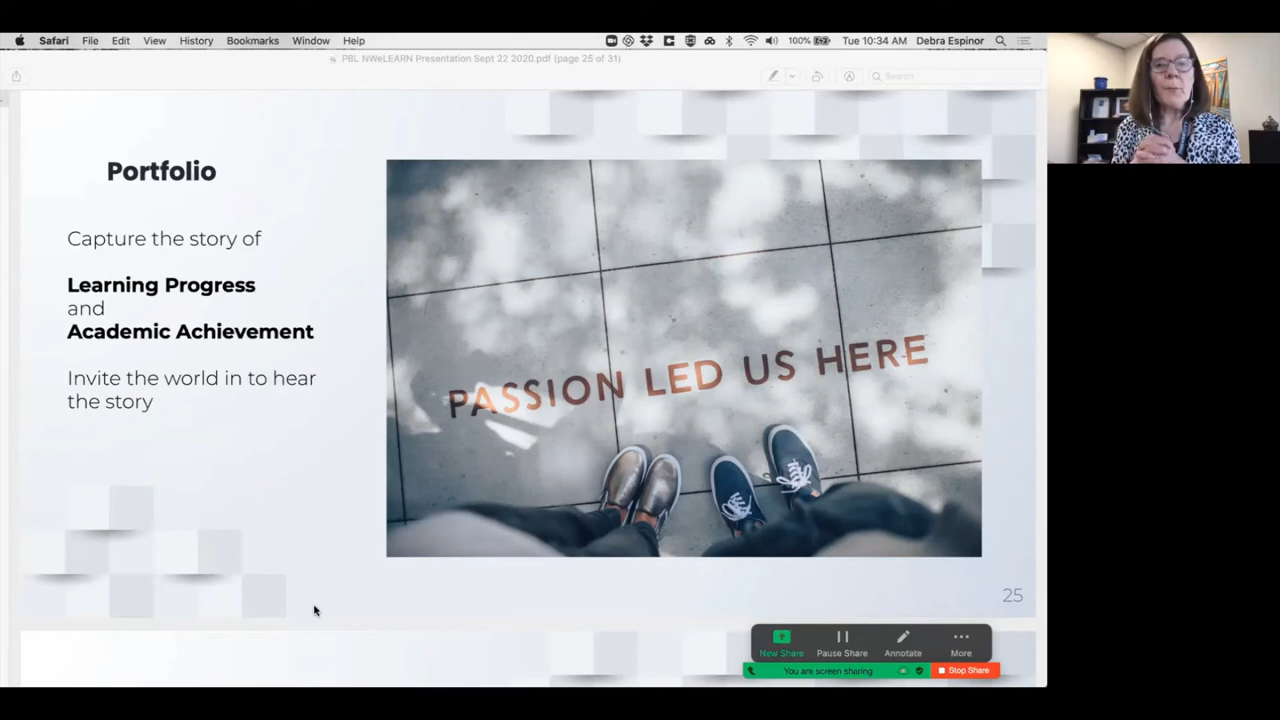 Safari File Edit View History Bookmarks Window Help 100% Tue 10:34 AM Debra Espinor
PBL NWeLEARN Presentation Sept 22 2020.pdf (page 25 of 31)
Search
Portfolio
Capture the story of
Learning Progress
and
Academic Achievement
Invite the world in to hear
the story
PASSION LED US HERE
25
New Share Pause Share Annotate More
You are screen sharing Stop Share